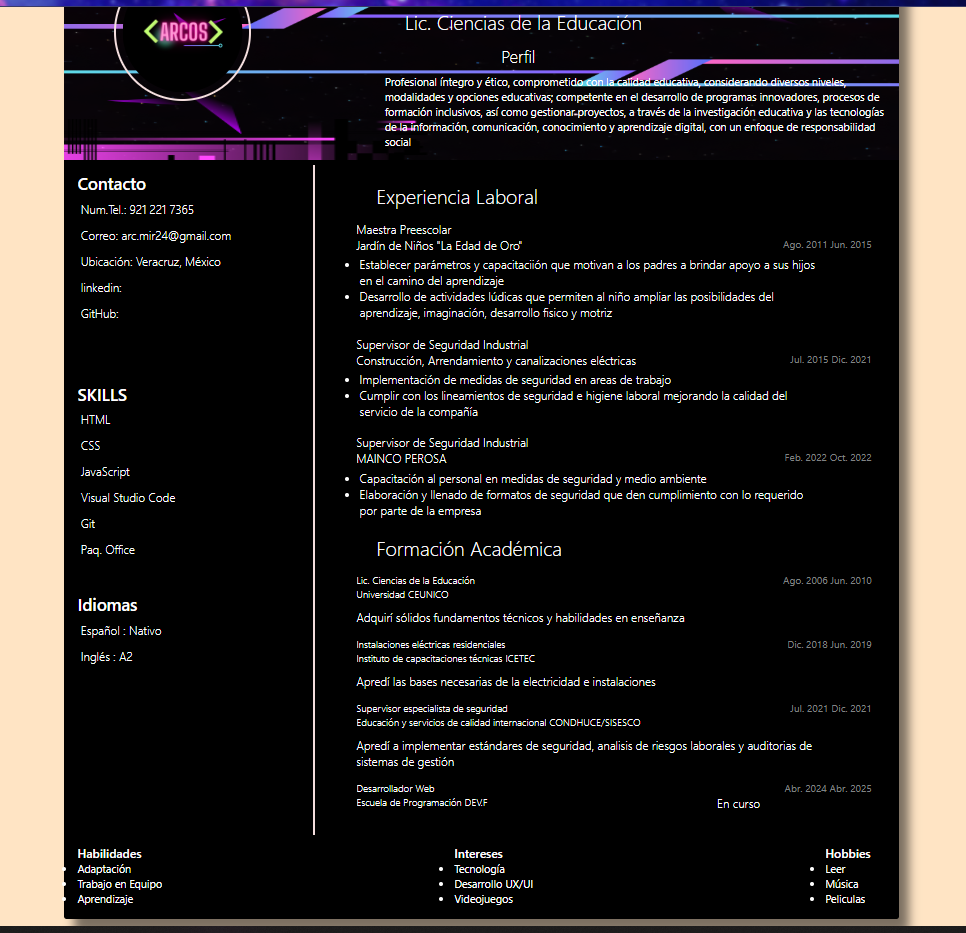 <ARCOS>
Lic. Ciencias de la Educación
Perfil
Profesional íntegro y ético, comprometido con la calidad educativa, considerando diversos niveles,
modalidades y opciones educativas; competente en el desarrollo de programas innovadores, procesos de
formación inclusivos, así como gestionar proyectos, a través de la investigación educativa y las tecnologías
de la información, comunicación, conocimiento y aprendizaje digital, con un enfoque de responsabilidad
social
Contacto
Num.Tel.: 921 221 7365
Correo: arc.mir24@gmail.com
Ubicación: Veracruz, México
linkedin:
GitHub:
SKILLS
HTML
CSS
JavaScript
Visual Studio Code
Git
Paq. Office
Idiomas
Español : Nativo
Inglés : A2
Experiencia Laboral
Maestra Preescolar
Jardín de Niños "La Edad de Oro"
Ago. 2011 Jun. 2015
Establecer parámetros y capacitaciión que motivan a los padres a brindar apoyo a sus hijos
en el camino del aprendizaje
Desarrollo de actividades lúdicas que permiten al niño ampliar las posibilidades del
aprendizaje, imaginación, desarrollo fisico y motriz
Supervisor de Seguridad Industrial
Construcción, Arrendamiento y canalizaciones eléctricas
Jul. 2015 Dic. 2021
Implementación de medidas de seguridad en areas de trabajo
Cumplir con los lineamientos de seguridad e higiene laboral mejorando la calidad del
servicio de la compañía
Supervisor de Seguridad Industrial
MAINCO PEROSA
Feb. 2022 Oct. 2022
Capacitación al personal en medidas de seguridad y medio ambiente
Elaboración y llenado de formatos de seguridad que den cumplimiento con lo requerido
por parte de la empresa
Formación Académica
Lic. Ciencias de la Educación
Ago. 2006 Jun. 2010
Universidad CEUNICO
Adquirí sólidos fundamentos técnicos y habilidades en enseñanza
Instalaciones eléctricas residenciales
Dic. 2018 Jun. 2019
Instituto de capacitaciones técnicas ICETEC
Apredí las bases necesarias de la electricidad e instalaciones
Supervisor especialista de seguridad
Jul. 2021 Dic. 2021
Educación y servicios de calidad internacional CONDHUCE/SISESCO
Apredí a implementar estándares de seguridad, analisis de riesgos laborales y auditorias de
sistemas de gestión
Desarrollador Web
Abr. 2024 Abr. 2025
Escuela de Programación DEV.F
En curso
Habilidades
Adaptación
Trabajo en Equipo
Aprendizaje
Intereses
Tecnología
Desarrollo UX/UI
Videojuegos
Hobbies
Leer
Música
Peliculas